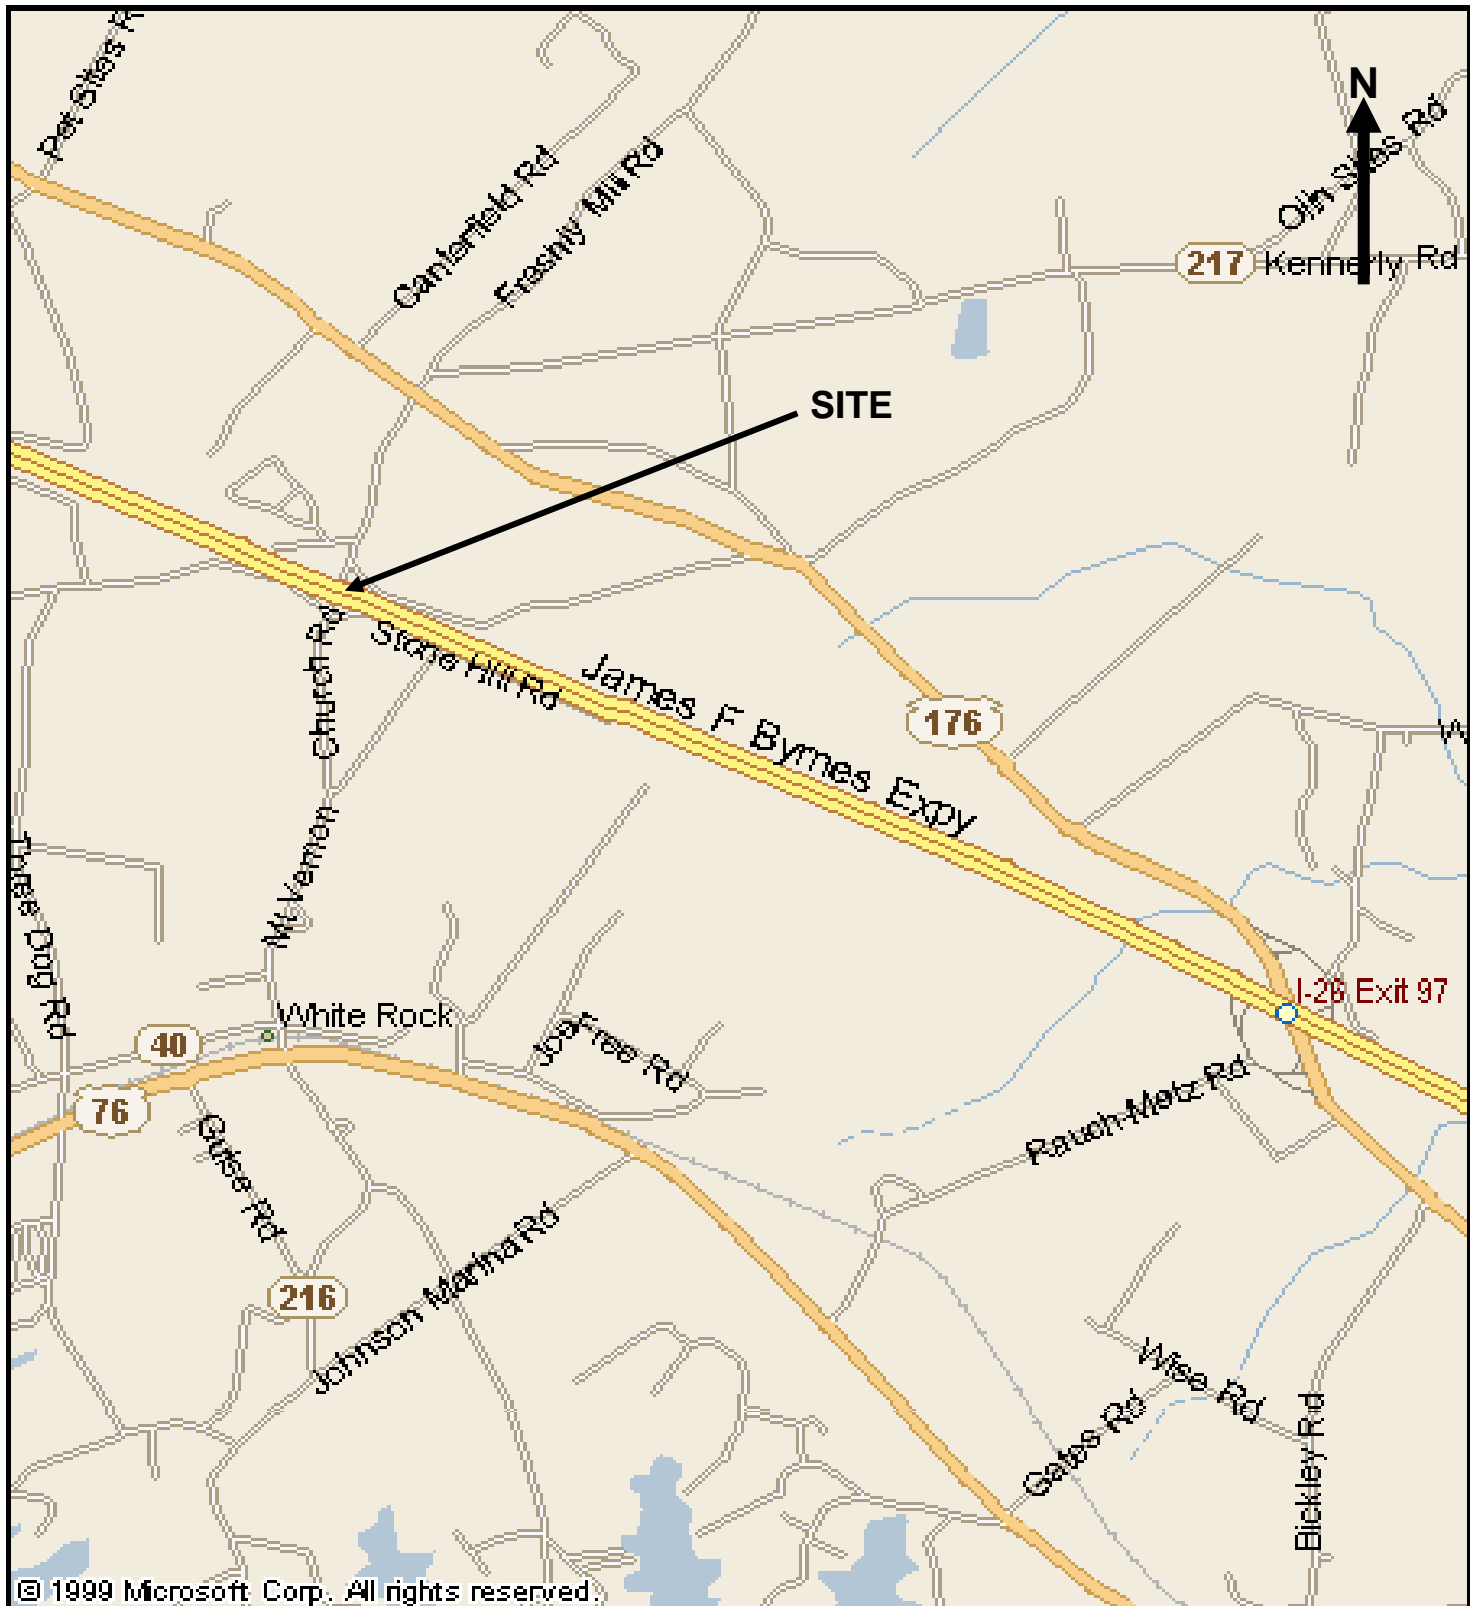 Pet Sites R
N
Olin Sites Rd
Canterfield Rd
Freshly Mill Rd
217
Kennerly Rd
SITE
Church Rd
Stone Hill Rd
James F Byrnes Expy
176
W
Mt Vernon
Three Dog Rd
I-26 Exit 97
White Rock
40
Joe Free Rd
76
Rauch-Metz Rd
Guise Rd
216
Johnson Marina Rd
Wise Rd
Gates Rd
Bickley Rd
© 1999 Microsoft Corp. All rights reserved.